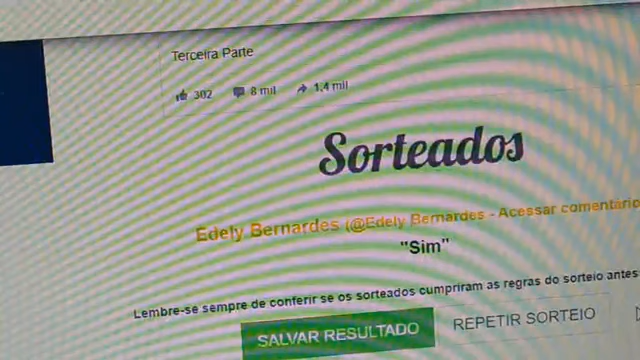 Terceira Parte
302 8 mil 1,4 mil
Sorteados
Edely Bernardes (@Edely Bernardes - Acessar comentário
"Sim"
Lembre-se sempre de conferir se os sorteados cumpriram as regras do sorteio antes
SALVAR RESULTADO REPETIR SORTEIO